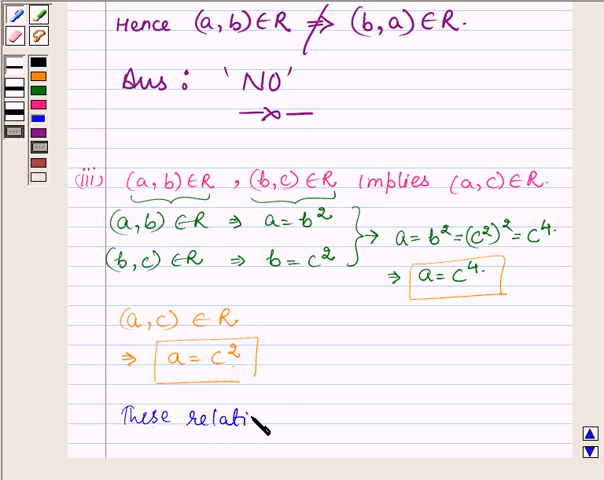 Hence (a, b) ∈ R ⇏ (b, a) ∈ R.
Ans : 'NO'
(iii) (a, b) ∈ R , (b, c) ∈ R implies (a, c) ∈ R.
(a, b) ∈ R ⇒ a = b²
(b, c) ∈ R ⇒ b = c²
} → a = b² = (c²)² = c⁴.
⇒ a = c⁴.
(a, c) ∈ R
⇒ a = c².
These relati